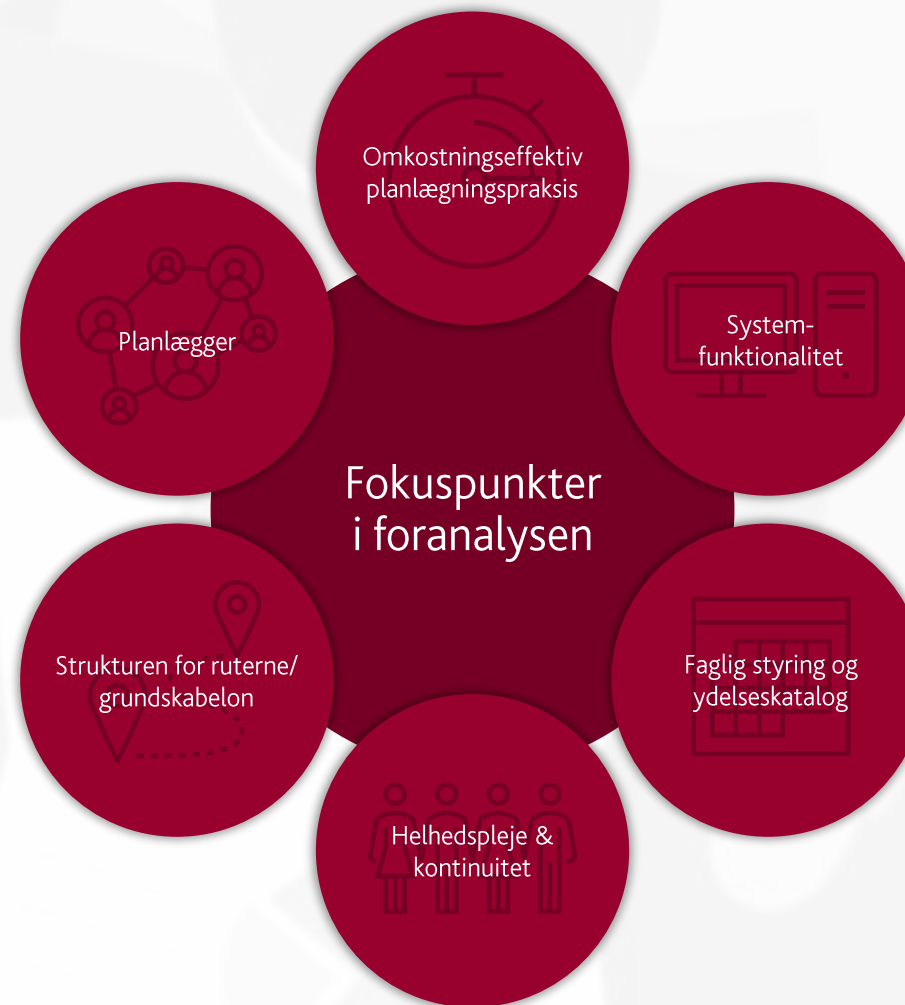 Omkostningseffektiv
planlægningspraksis
Planlægger
System-
funktionalitet
Fokuspunkter
i foranalysen
Strukturen for ruterne/
grundskabelon
Faglig styring og
ydelseskatalog
Helhedspleje &
kontinuitet